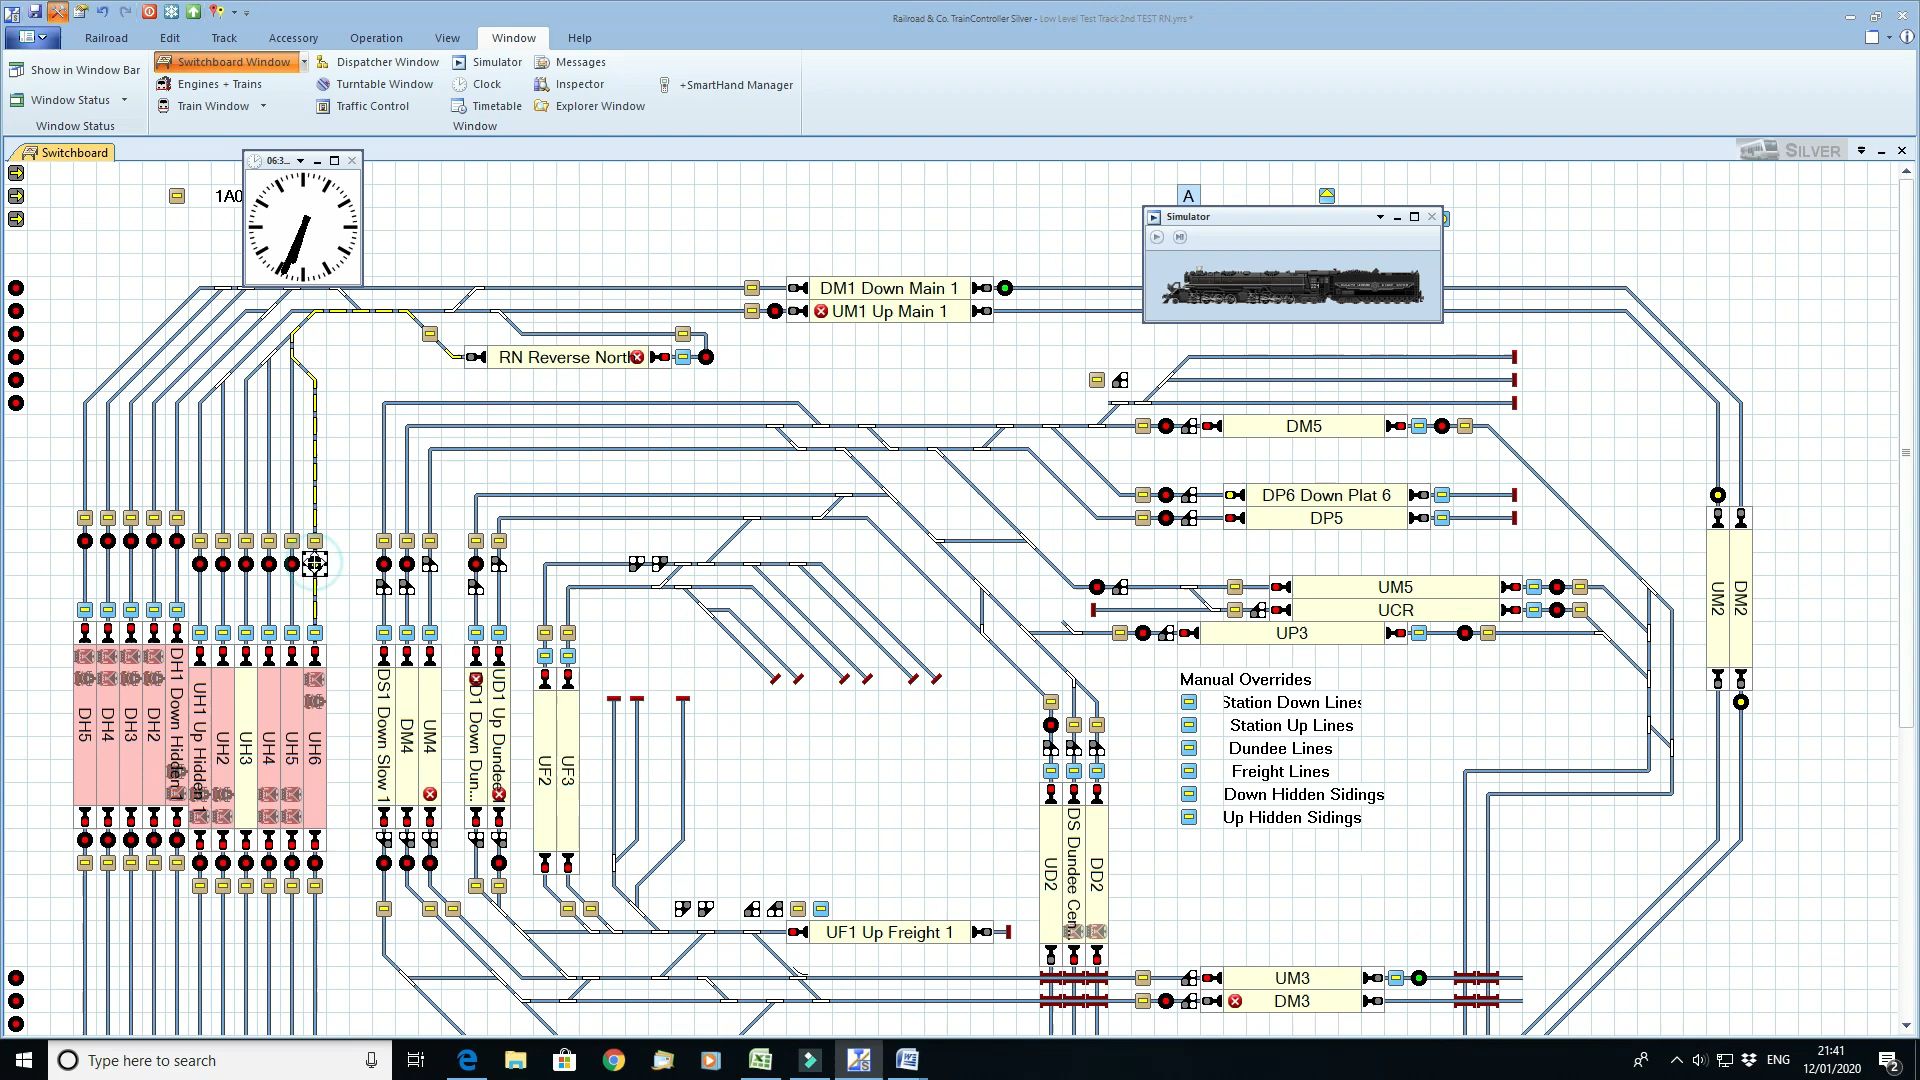 Railroad & Co. TrainController Silver - Low Level Test Track 2nd TEST RN.yrrs *
Railroad
Edit
Track
Accessory
Operation
View
Window
Help
Show in Window Bar
Window Status
Window Status
Switchboard Window
Engines + Trains
Train Window
Dispatcher Window
Turntable Window
Traffic Control
Simulator
Clock
Timetable
Messages
Inspector
Explorer Window
+SmartHand Manager
Window
Switchboard
SILVER
1A0
06:3...
A
Simulator
DM1 Down Main 1
UM1 Up Main 1
RN Reverse North
DM5
DP6 Down Plat 6
DP5
UM5
UCR
UP3
UM2
DM2
DH5
DH4
DH3
DH2
DH1 Down Hidden 1
UH1 Up Hidden 1
UH2
UH3
UH4
UH5
UH6
DS1 Down Slow 1
DM4
UM4
D1 Down Dun...
UD1 Up Dundee
UF2
UF3
UD2
DS Dundee Cen...
DD2
Manual Overrides
Station Down Lines
Station Up Lines
Dundee Lines
Freight Lines
Down Hidden Sidings
Up Hidden Sidings
UF1 Up Freight 1
UM3
DM3
Type here to search
ENG
21:41
12/01/2020
2